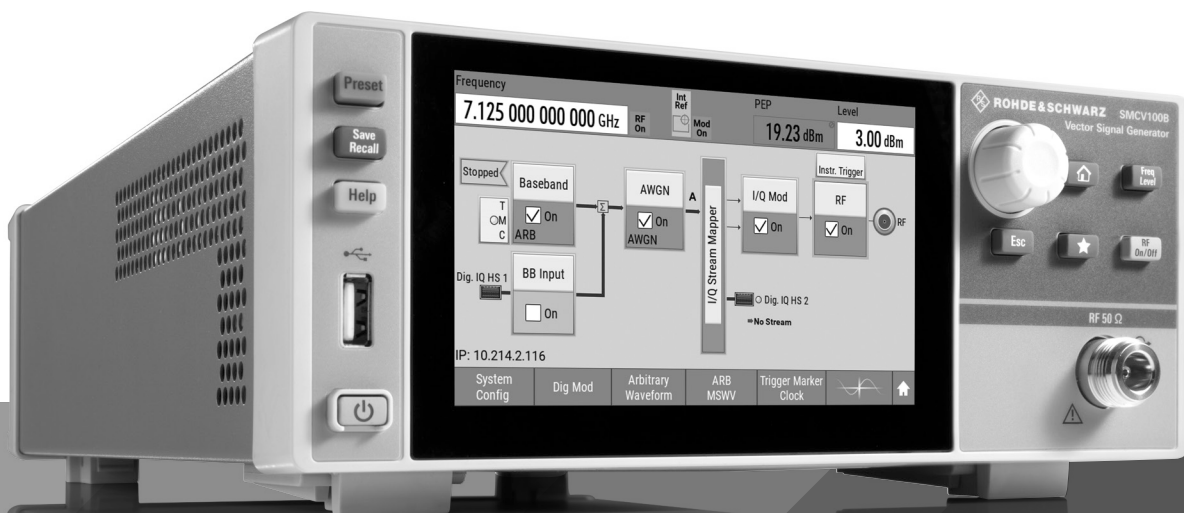 Preset
Save
Recall
Help
Frequency
7.125 000 000 000 GHz
RF
On
Int
Ref
Mod
On
PEP
19.23 dBm
Level
3.00 dBm
Stopped
Baseband
On
ARB
T
M
C
Σ
AWGN
On
AWGN
A
I/Q Stream Mapper
I/Q Mod
On
Instr. Trigger
RF
On
RF
Dig. IQ HS 1
BB Input
On
Dig. IQ HS 2
No Stream
IP: 10.214.2.116
System
Config
Dig Mod
Arbitrary
Waveform
ARB
MSWV
Trigger Marker
Clock
ROHDE&SCHWARZ SMCV100B
Vector Signal Generator
Freq
Level
Esc
RF
On/Off
RF 50 Ω